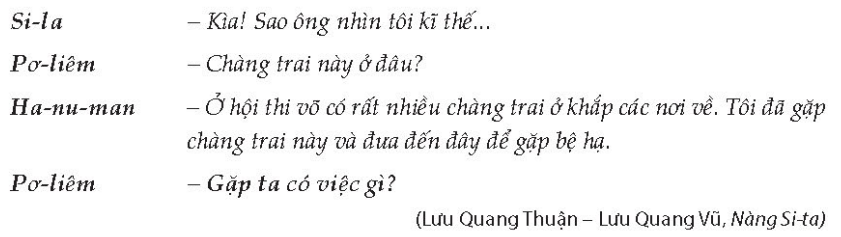 Si-la – Kìa! Sao ông nhìn tôi kĩ thế...
Pơ-liêm – Chàng trai này ở đâu?
Ha-nu-man – Ở hội thi võ có rất nhiều chàng trai ở khắp các nơi về. Tôi đã gặp
chàng trai này và đưa đến đây để gặp bệ hạ.
Pơ-liêm – Gặp ta có việc gì?
(Lưu Quang Thuận – Lưu Quang Vũ, Nàng Si-ta)